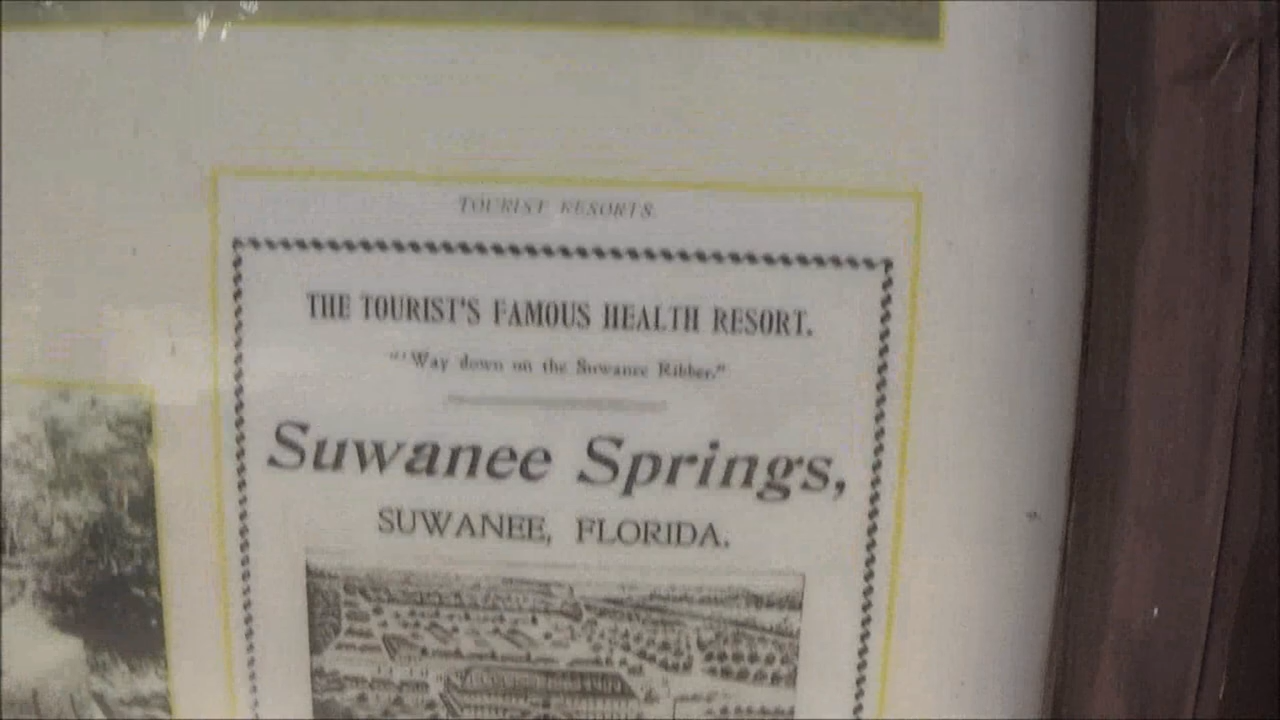 TOURIST RESORTS.
THE TOURIST'S FAMOUS HEALTH RESORT.
"'Way down on the Suwanee Ribber."
Suwanee Springs,
SUWANEE, FLORIDA.